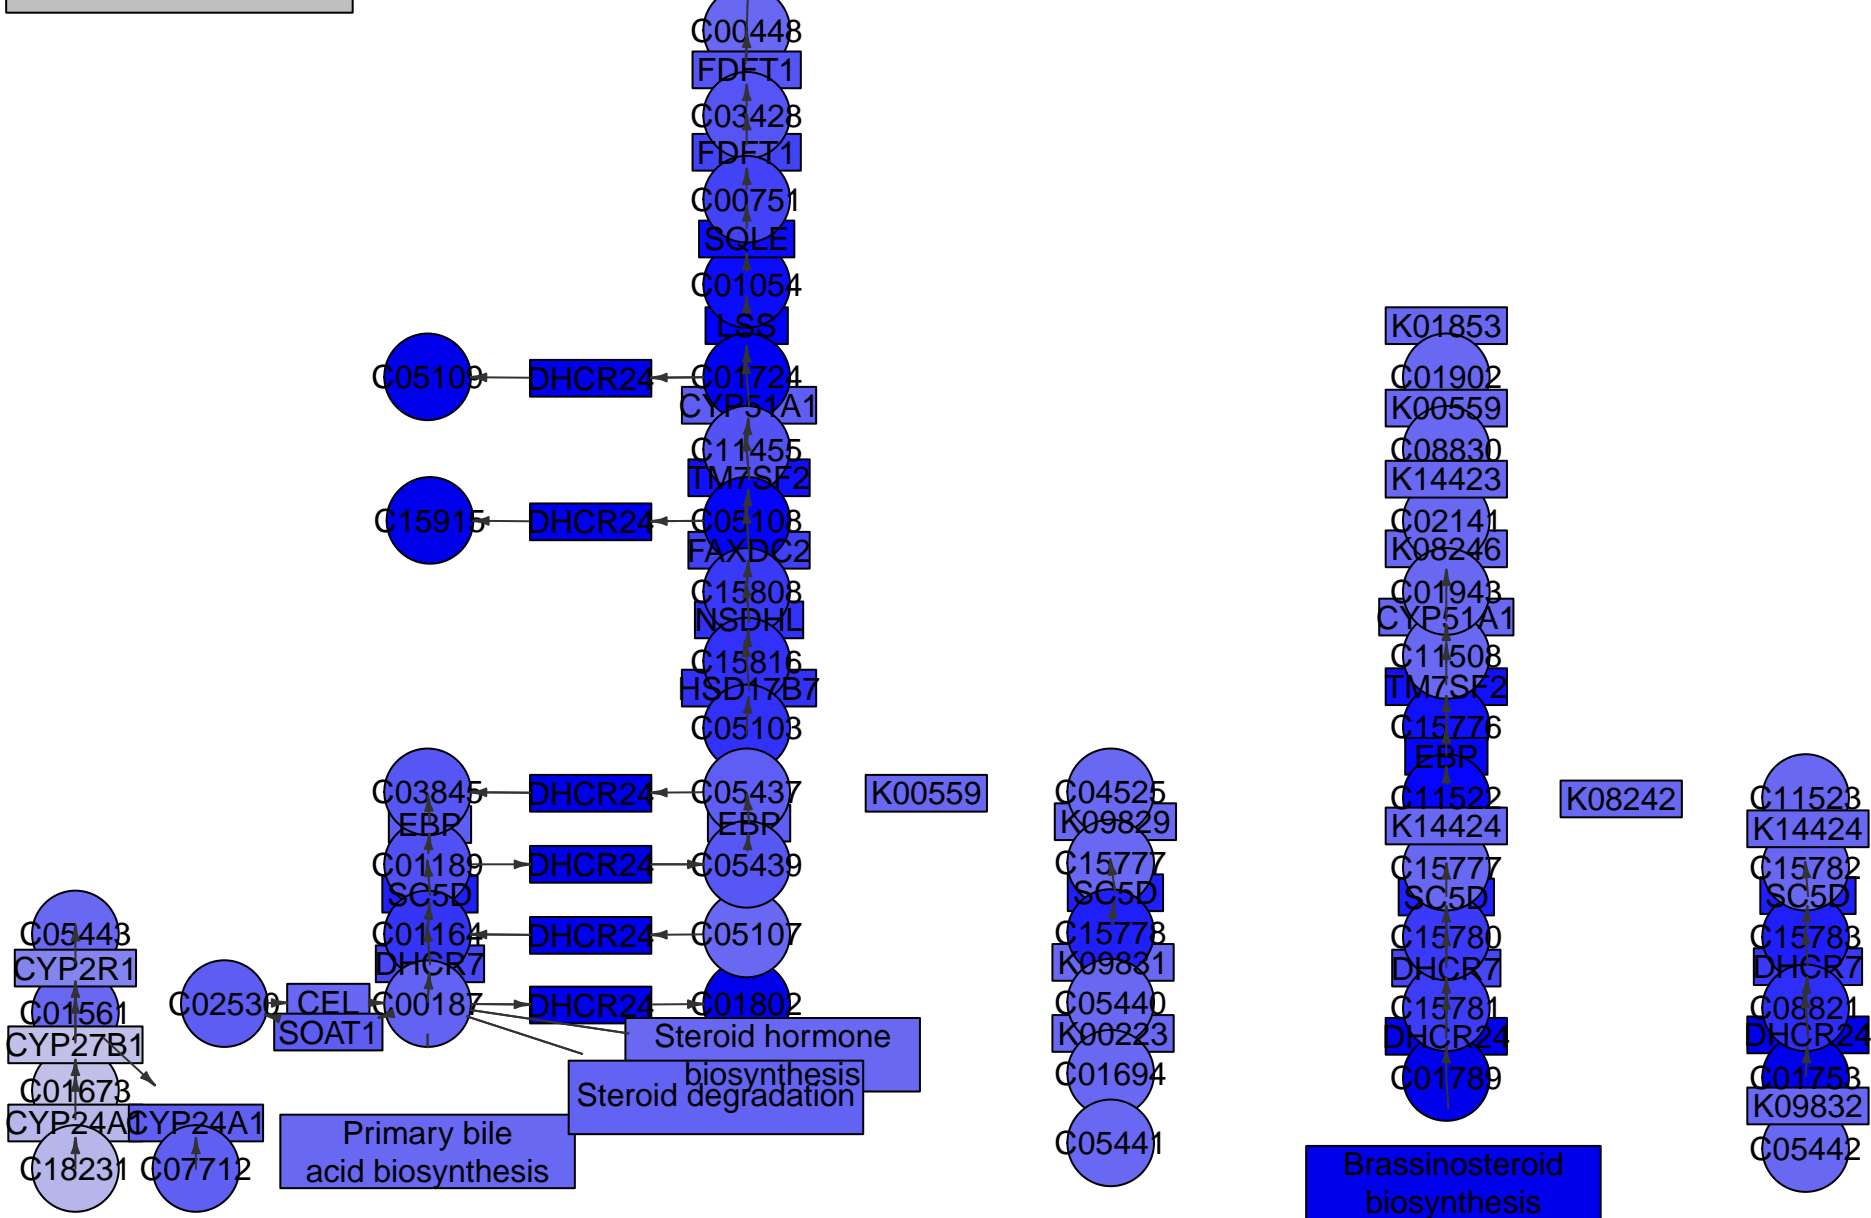 C00448
FDFT1
C03428
FDFT1
C00751
SQLE
C01054
LSS
C05109
DHCR24
C01724
CYP51A1
C11455
TM7SF2
C15915
DHCR24
C05108
FAXDC2
C15808
NSDHL
C15816
HSD17B7
C05103
C03845
DHCR24
C05437
EBP
EBP
C01189
DHCR24
C05439
SC5D
C01164
DHCR24
C05107
DHCR7
C02530
CEL
SOAT1
C00187
DHCR24
C01802
C05443
CYP2R1
C01561
CYP27B1
C01673
CYP24A1
CYP24A1
C18231
C07712
Steroid hormone
biosynthesis
Steroid degradation
Primary bile
acid biosynthesis
K00559
C04525
K09829
C15777
SC5D
C15778
K09831
C05440
K00223
C01694
C05441
K01853
C01902
K00559
C08830
K14423
C02141
K08246
C01943
CYP51A1
C11508
TM7SF2
C15776
EBP
C11522
K14424
C15777
SC5D
C15780
DHCR7
C15781
DHCR24
C01789
Brassinosteroid
biosynthesis
K08242
C11523
K14424
C15782
SC5D
C15783
DHCR7
C08821
DHCR24
C01753
K09832
C05442